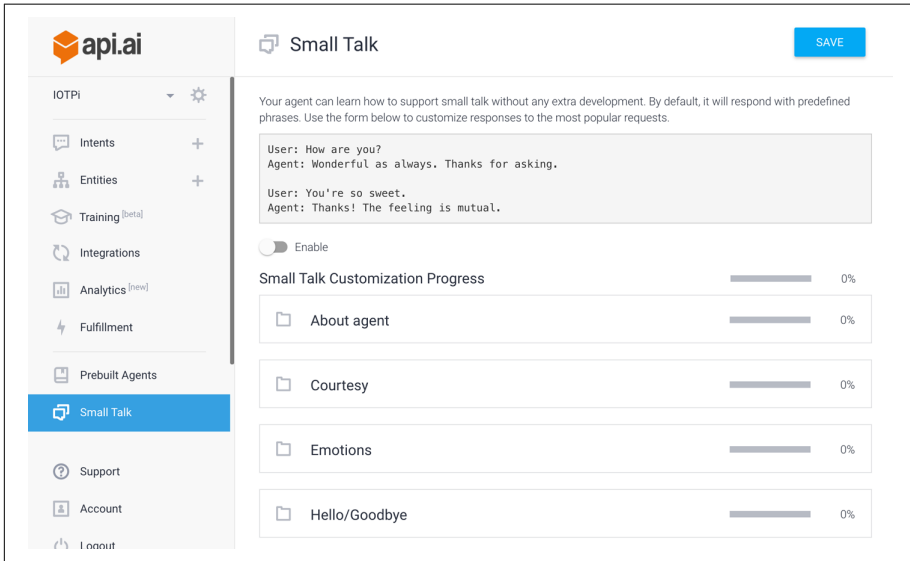 api.ai
Small Talk
SAVE
IOTPi
Intents
Entities
Training [beta]
Integrations
Analytics [new]
Fulfillment
Prebuilt Agents
Small Talk
Support
Account
Logout
Your agent can learn how to support small talk without any extra development. By default, it will respond with predefined
phrases. Use the form below to customize responses to the most popular requests.
User: How are you?
Agent: Wonderful as always. Thanks for asking.
User: You're so sweet.
Agent: Thanks! The feeling is mutual.
Enable
Small Talk Customization Progress 0%
About agent 0%
Courtesy 0%
Emotions 0%
Hello/Goodbye 0%